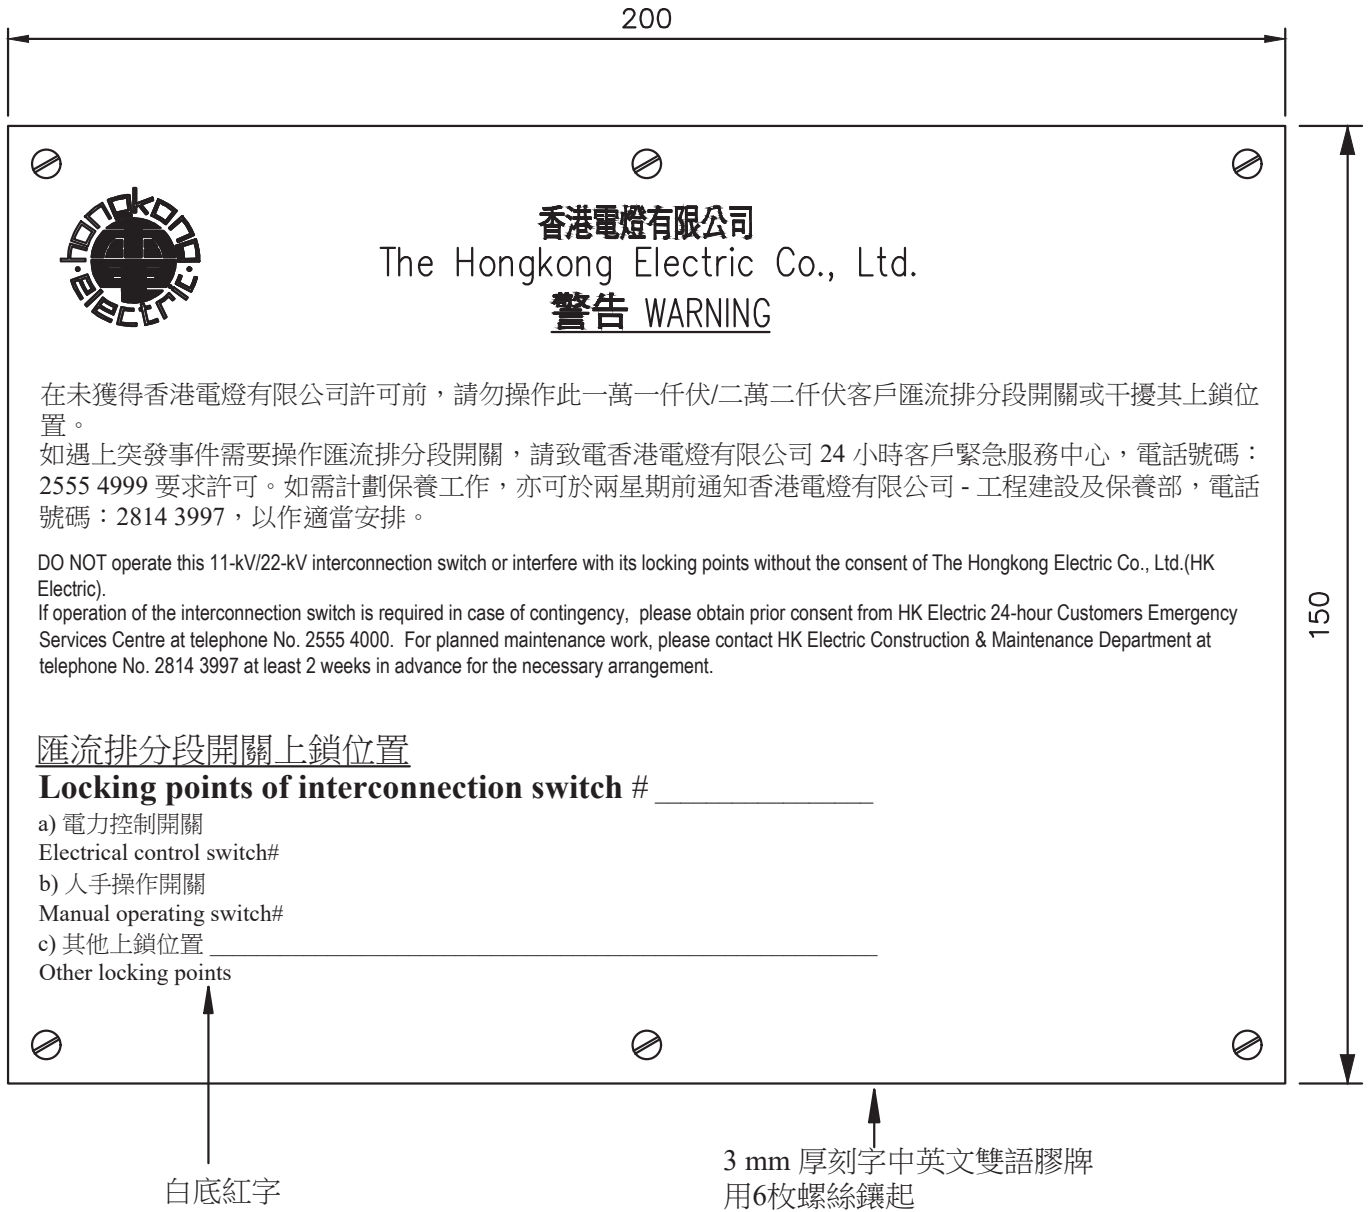 200
hongkong
electric
香港電燈有限公司
The Hongkong Electric Co., Ltd.
警告 WARNING
在未獲得香港電燈有限公司許可前，請勿操作此一萬一仟伏/二萬二仟伏客戶匯流排分段開關或干擾其上鎖位
置。
如遇上突發事件需要操作匯流排分段開關，請致電香港電燈有限公司 24 小時客戶緊急服務中心，電話號碼：
2555 4999 要求許可。如需計劃保養工作，亦可於兩星期前通知香港電燈有限公司 - 工程建設及保養部，電話
號碼：2814 3997，以作適當安排。
DO NOT operate this 11-kV/22-kV interconnection switch or interfere with its locking points without the consent of The Hongkong Electric Co., Ltd.(HK
Electric).
If operation of the interconnection switch is required in case of contingency, please obtain prior consent from HK Electric 24-hour Customers Emergency
Services Centre at telephone No. 2555 4000. For planned maintenance work, please contact HK Electric Construction & Maintenance Department at
telephone No. 2814 3997 at least 2 weeks in advance for the necessary arrangement.
150
匯流排分段開關上鎖位置
Locking points of interconnection switch # ______________
a) 電力控制開關
Electrical control switch#
b) 人手操作開關
Manual operating switch#
c) 其他上鎖位置 ____________________________________________
Other locking points
白底紅字
3 mm 厚刻字中英文雙語膠牌
用6枚螺絲鑲起